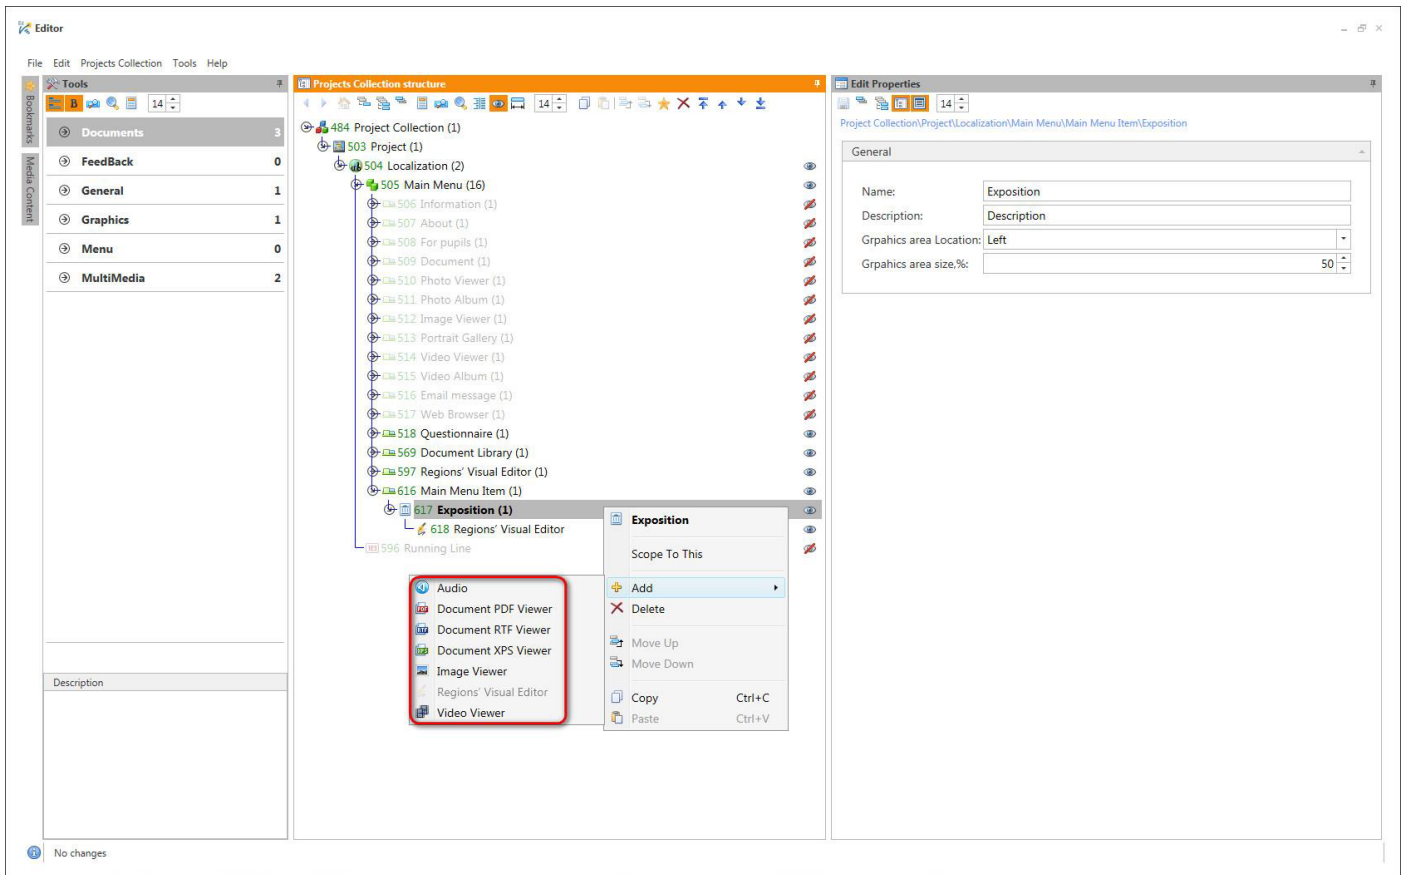 Editor
File Edit Projects Collection Tools Help
Bookmarks
Media Content
Tools
B 14
Documents 3
FeedBack 0
General 1
Graphics 1
Menu 0
MultiMedia 2
Description
Projects Collection structure
14
484 Project Collection (1)
503 Project (1)
504 Localization (2)
505 Main Menu (16)
506 Information (1)
507 About (1)
508 For pupils (1)
509 Document (1)
510 Photo Viewer (1)
511 Photo Album (1)
512 Image Viewer (1)
513 Portrait Gallery (1)
514 Video Viewer (1)
515 Video Album (1)
516 Email message (1)
517 Web Browser (1)
518 Questionnaire (1)
569 Document Library (1)
597 Regions' Visual Editor (1)
616 Main Menu Item (1)
617 Exposition (1)
618 Regions' Visual Editor
596 Running Line
Exposition
Scope To This
Add
Delete
Move Up
Move Down
Copy Ctrl+C
Paste Ctrl+V
Audio
Document PDF Viewer
Document RTF Viewer
Document XPS Viewer
Image Viewer
Regions' Visual Editor
Video Viewer
Edit Properties
14
Project Collection\Project\Localization\Main Menu\Main Menu Item\Exposition
General
Name: Exposition
Description: Description
Grpahics area Location: Left
Grpahics area size,%: 50
No changes